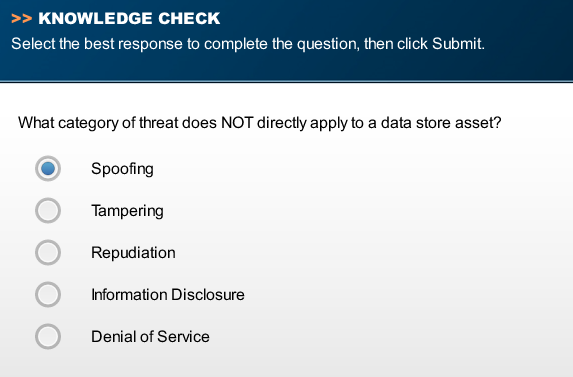 >> KNOWLEDGE CHECK
Select the best response to complete the question, then click Submit.
What category of threat does NOT directly apply to a data store asset?
Spoofing
Tampering
Repudiation
Information Disclosure
Denial of Service